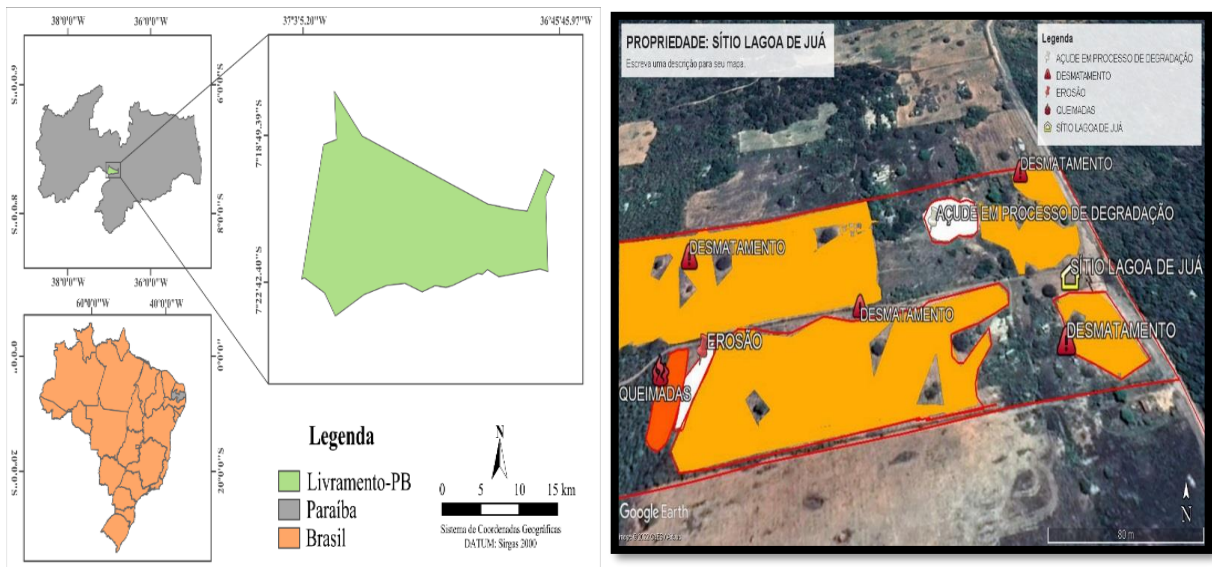 38°0'0"W
36°0'0"W
37°3'5.20"W
36°45'45.97"W
6°0'0"S
8°0'0"S
6°0'0"S
8°0'0"S
7°18'49.39"S
7°22'42.40"S
38°0'0"W
36°0'0"W
60°0'0"W
40°0'0"W
0°0'0"
20°0'0"S
0°0'0"
20°0'0"S
Legenda
Livramento-PB
Paraíba
Brasil
N
0 5 10 15 km
Sistema de Coordenadas Geográficas
DATUM: Sirgas 2000
PROPRIEDADE: SÍTIO LAGOA DE JUÁ
Escreva uma descrição para seu mapa.
Legenda
AÇUDE EM PROCESSO DE DEGRADAÇÃO
DESMATAMENTO
EROSÃO
QUEIMADAS
SÍTIO LAGOA DE JUÁ
DESMATAMENTO
AÇUDE EM PROCESSO DE DEGRADAÇÃO
DESMATAMENTO
SÍTIO LAGOA DE JUÁ
DESMATAMENTO
DESMATAMENTO
EROSÃO
QUEIMADAS
Google Earth
N
80 m